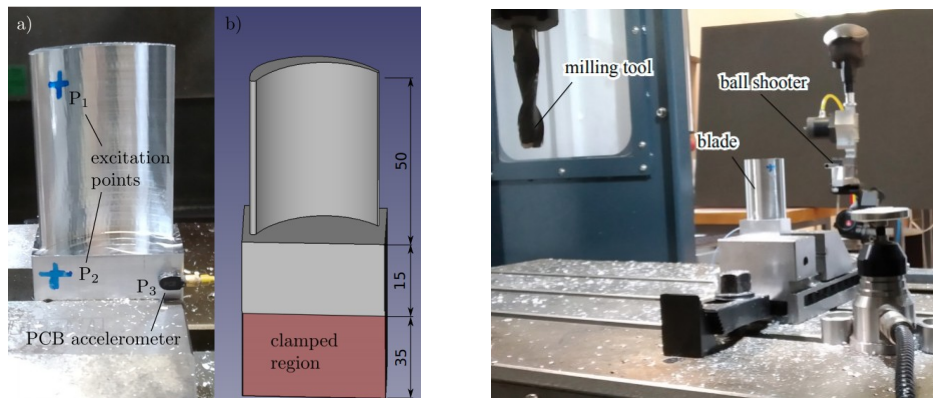 a)
P1
excitation
points
P2
P3
PCB accelerometer
b)
50
15
35
clamped
region
milling tool
ball shooter
blade